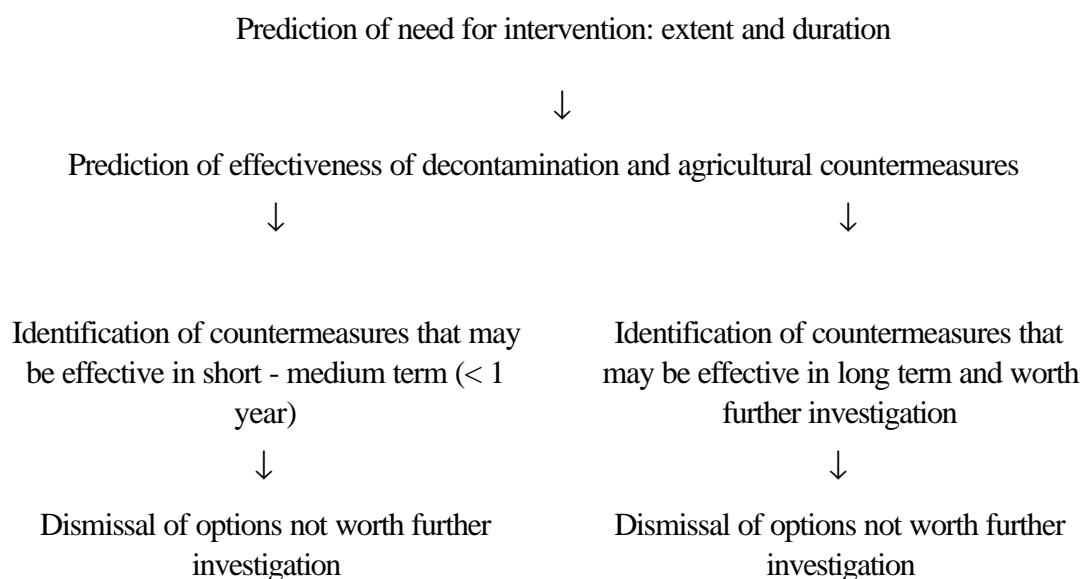 Prediction of need for intervention: extent and duration
↓
Prediction of effectiveness of decontamination and agricultural countermeasures
↓ ↓
Identification of countermeasures that may
be effective in short - medium term (< 1
year)
↓
Dismissal of options not worth further
investigation
Identification of countermeasures that
may be effective in long term and worth
further investigation
↓
Dismissal of options not worth further
investigation